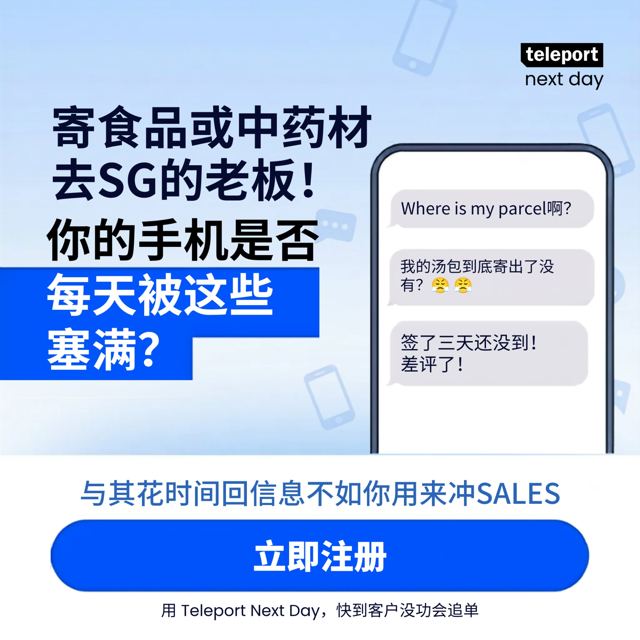 teleport
next day
寄食品或中药材
去SG的老板！
你的手机是否
每天被这些
塞满？
Where is my parcel啊？
我的汤包到底寄出了没
有？😤 😤
签了三天还没到！
差评了！
与其花时间回信息不如你用来冲SALES
立即注册
用 Teleport Next Day，快到客户没功会追单